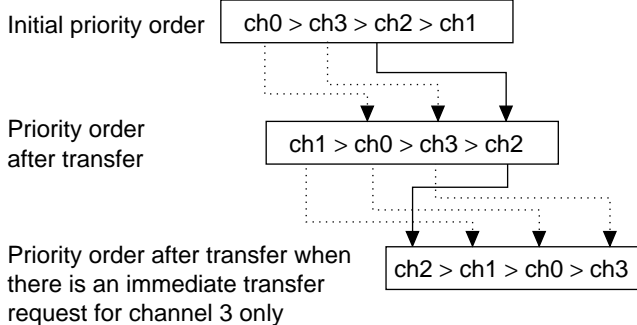 Initial priority order
ch0 > ch3 > ch2 > ch1
Priority order
after transfer
ch1 > ch0 > ch3 > ch2
Priority order after transfer when
there is an immediate transfer
request for channel 3 only
ch2 > ch1 > ch0 > ch3